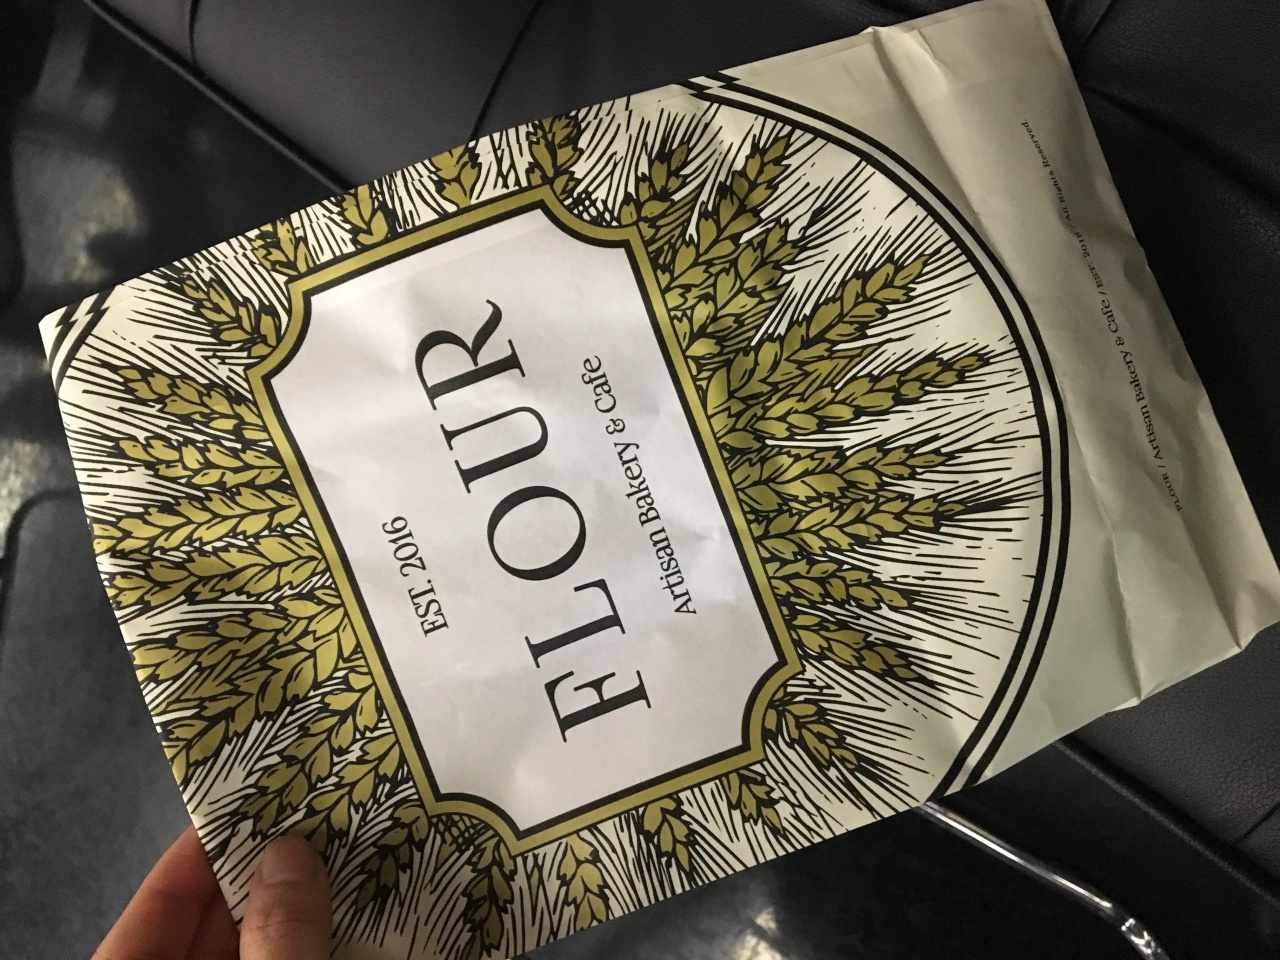 EST. 2016
FLOUR
Artisan Bakery & Cafe
FLOUR / Artisan Bakery & Cafe / EST. 2016 / All Rights Reserved.